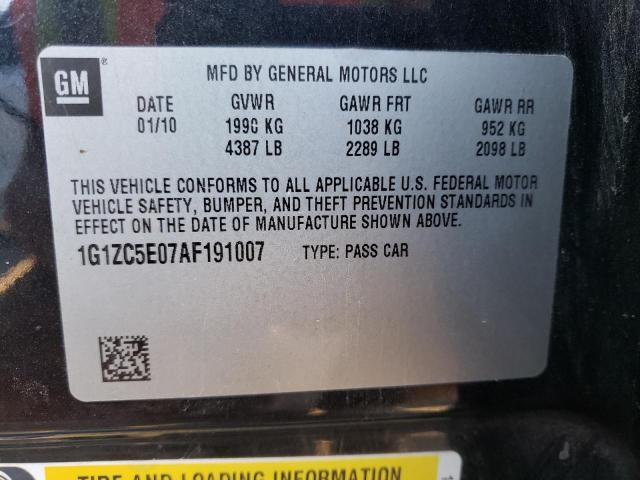 GM
MFD BY GENERAL MOTORS LLC
DATE GVWR GAWR FRT GAWR RR
01/10 1990 KG 1038 KG 952 KG
4387 LB 2289 LB 2098 LB
THIS VEHICLE CONFORMS TO ALL APPLICABLE U.S. FEDERAL MOTOR
VEHICLE SAFETY, BUMPER, AND THEFT PREVENTION STANDARDS IN
EFFECT ON THE DATE OF MANUFACTURE SHOWN ABOVE.
1G1ZC5E07AF191007 TYPE: PASS CAR
TIRE AND LOADING INFORMATION